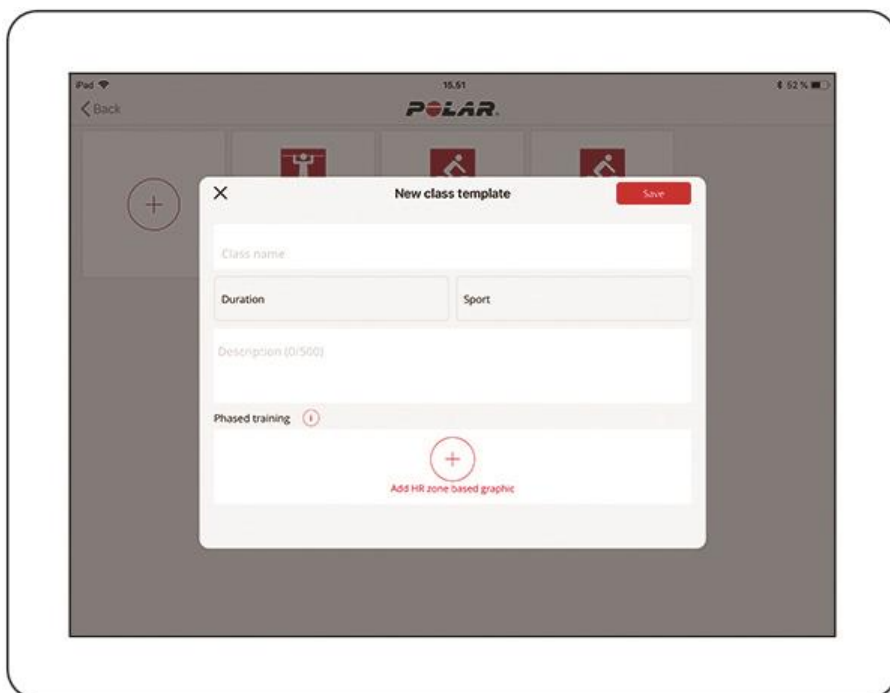 iPad 15.51 52 %
Back POLAR
New class template Save
Class name
Duration Sport
Description (0/500)
Phased training i
Add HR zone based graphic